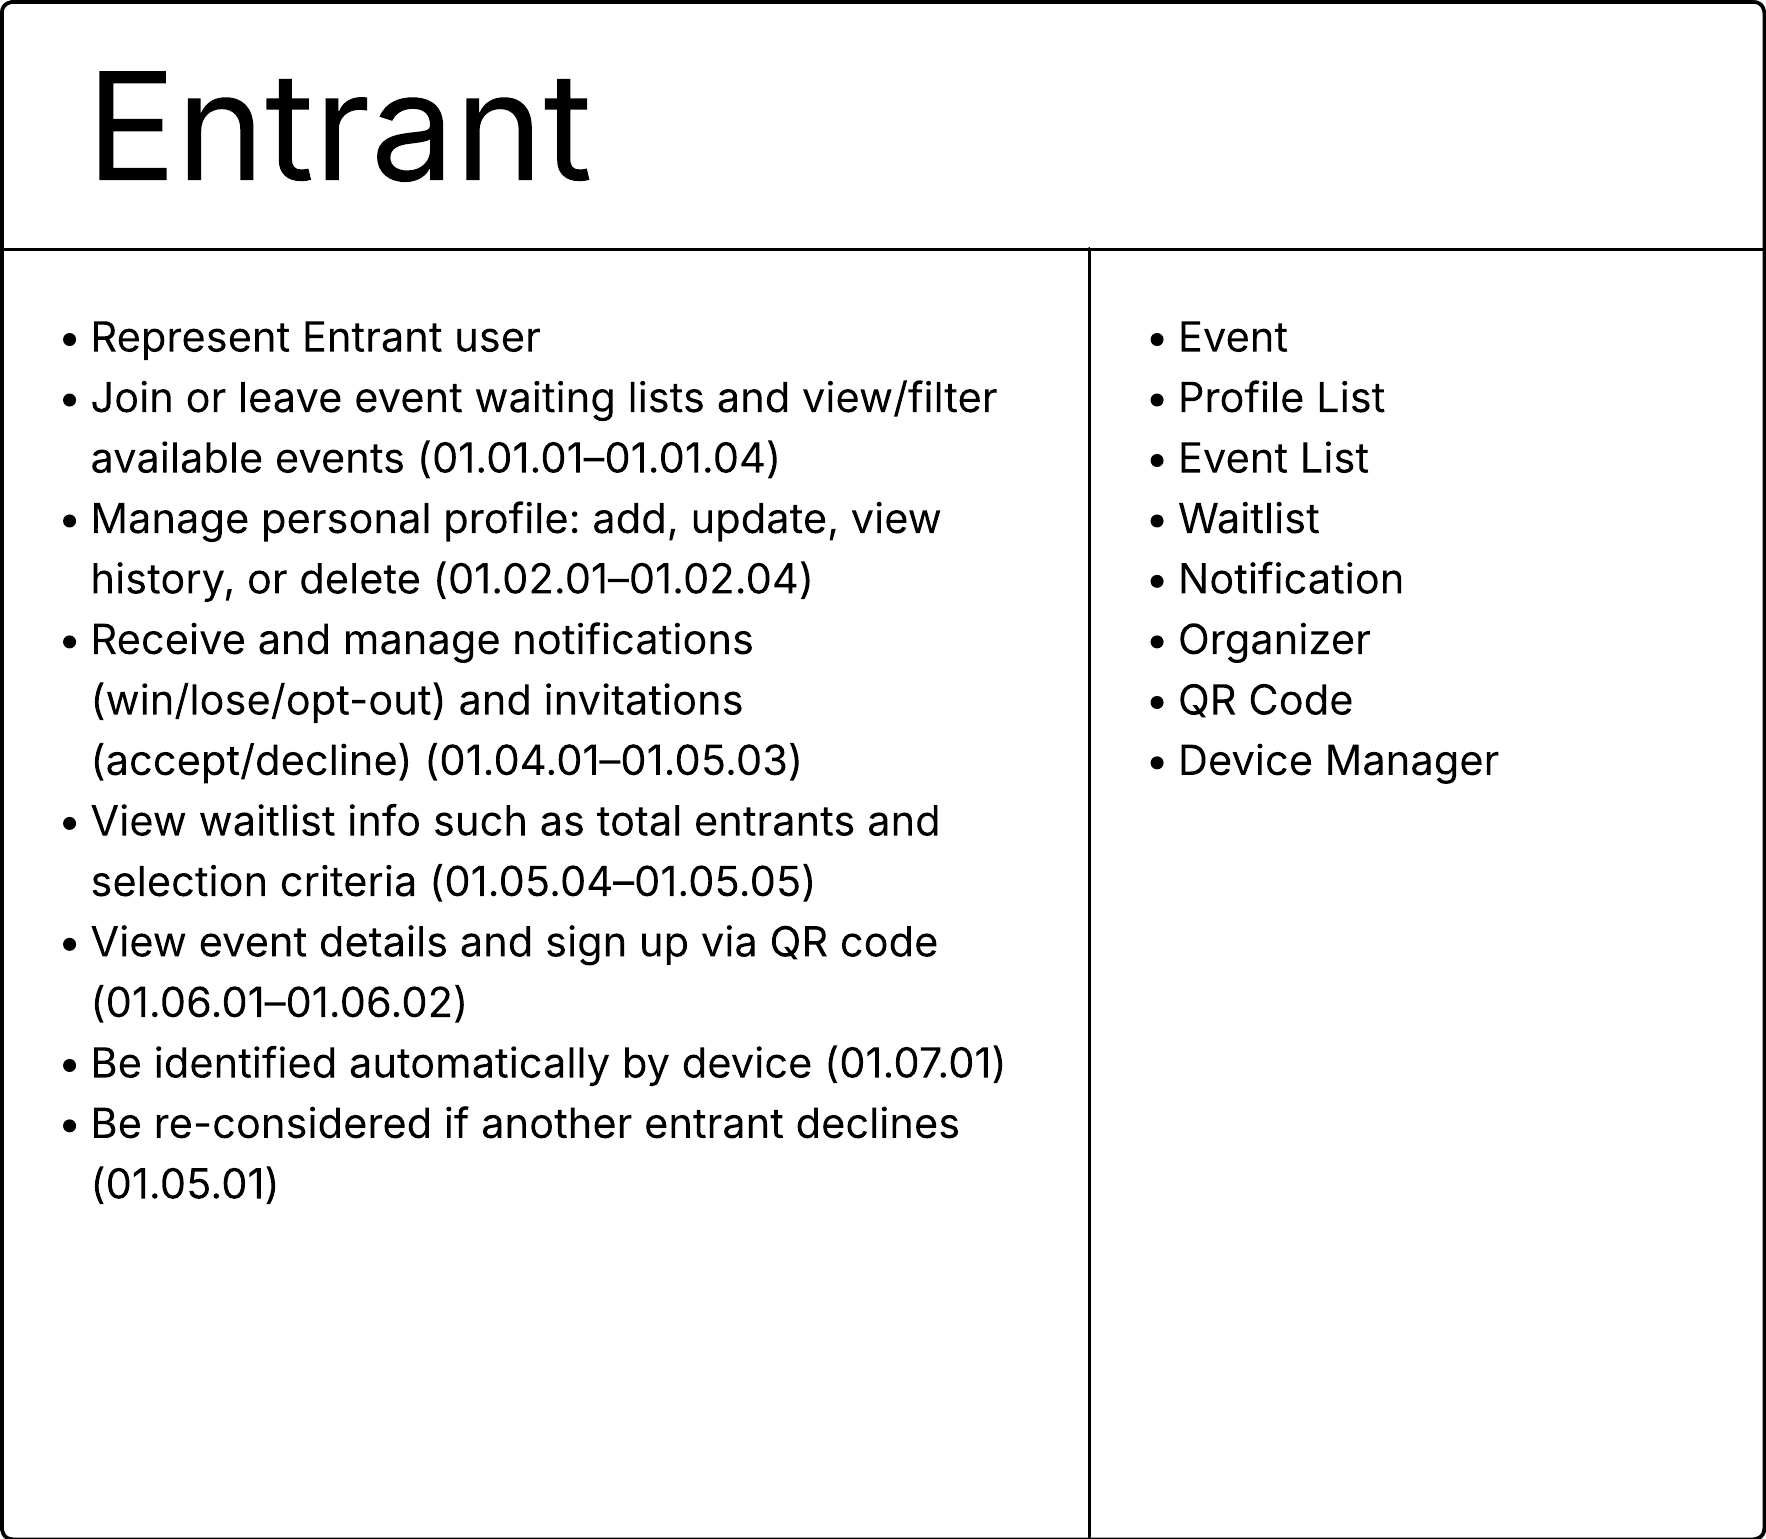 Entrant
• Represent Entrant user
• Join or leave event waiting lists and view/filter
available events (01.01.01–01.01.04)
• Manage personal profile: add, update, view
history, or delete (01.02.01–01.02.04)
• Receive and manage notifications
(win/lose/opt-out) and invitations
(accept/decline) (01.04.01–01.05.03)
• View waitlist info such as total entrants and
selection criteria (01.05.04–01.05.05)
• View event details and sign up via QR code
(01.06.01–01.06.02)
• Be identified automatically by device (01.07.01)
• Be re-considered if another entrant declines
(01.05.01)
• Event
• Profile List
• Event List
• Waitlist
• Notification
• Organizer
• QR Code
• Device Manager